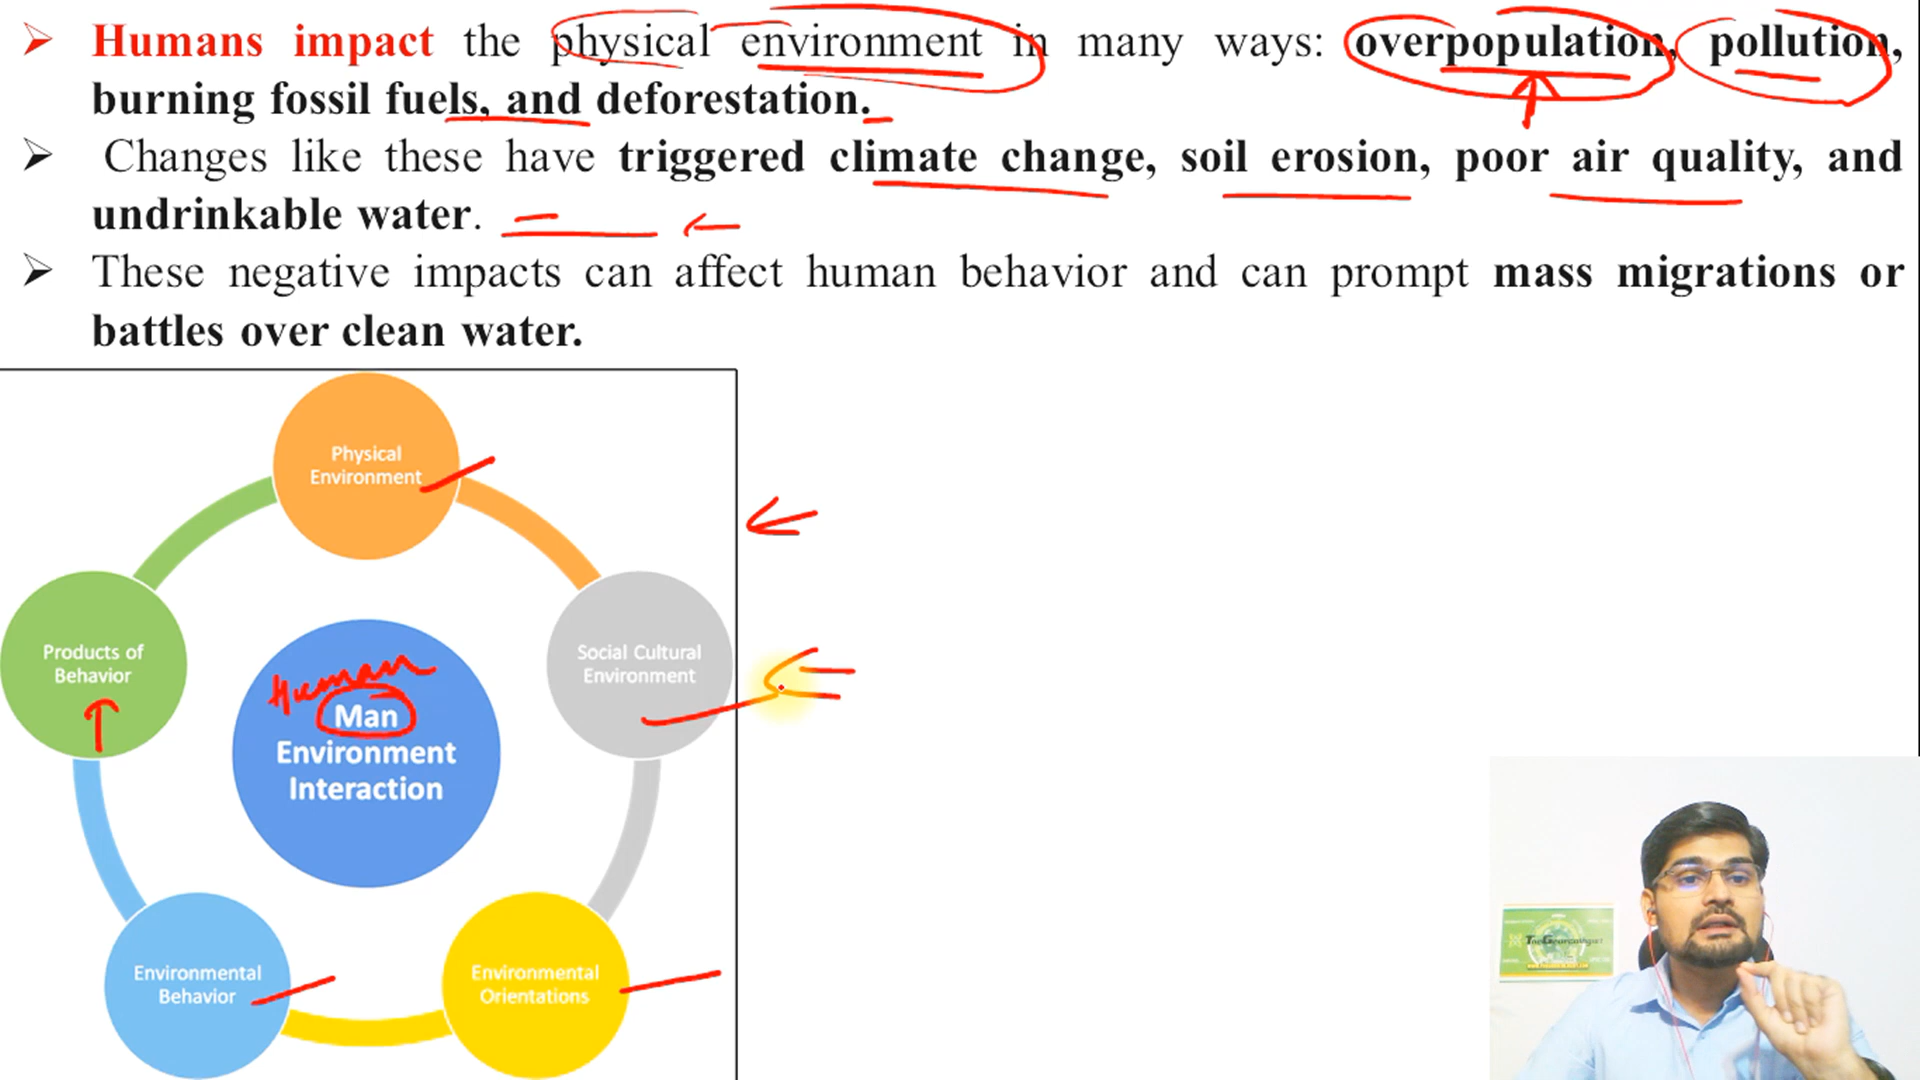 ➢ Humans impact the physical environment in many ways: overpopulation, pollution,
burning fossil fuels, and deforestation.
➢ Changes like these have triggered climate change, soil erosion, poor air quality, and
undrinkable water.
➢ These negative impacts can affect human behavior and can prompt mass migrations or
battles over clean water.
Physical
Environment
Products of
Behavior
Social Cultural
Environment
Human
Man
Environment
Interaction
Environmental
Behavior
Environmental
Orientations